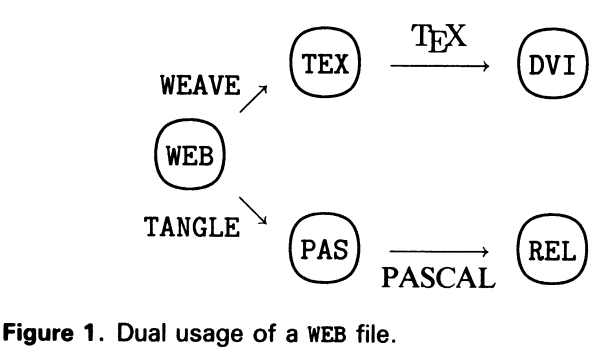 TEX
TEX
DVI
WEAVE
WEB
TANGLE
PAS
REL
PASCAL
Figure 1. Dual usage of a WEB file.